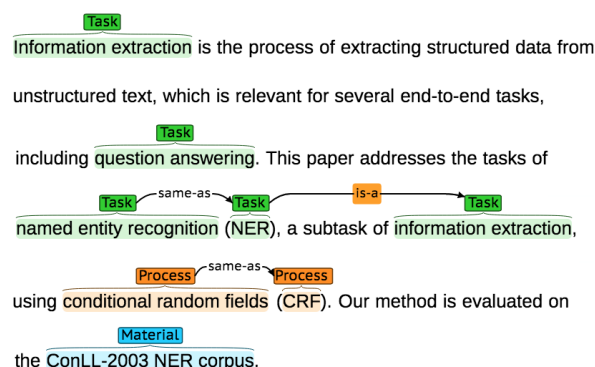 Task
Information extraction is the process of extracting structured data from
unstructured text, which is relevant for several end-to-end tasks,
Task
including question answering. This paper addresses the tasks of
Task same-as Task is-a Task
named entity recognition (NER), a subtask of information extraction,
Process same-as Process
using conditional random fields (CRF). Our method is evaluated on
Material
the ConLL-2003 NER corpus.